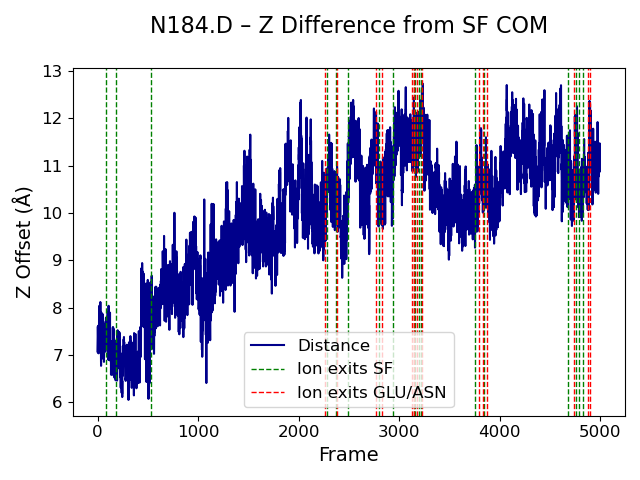 N184.D – Z Difference from SF COM
Z Offset (Å)
13
12
11
10
9
8
7
6
Distance
Ion exits SF
Ion exits GLU/ASN
0 1000 2000 3000 4000 5000
Frame